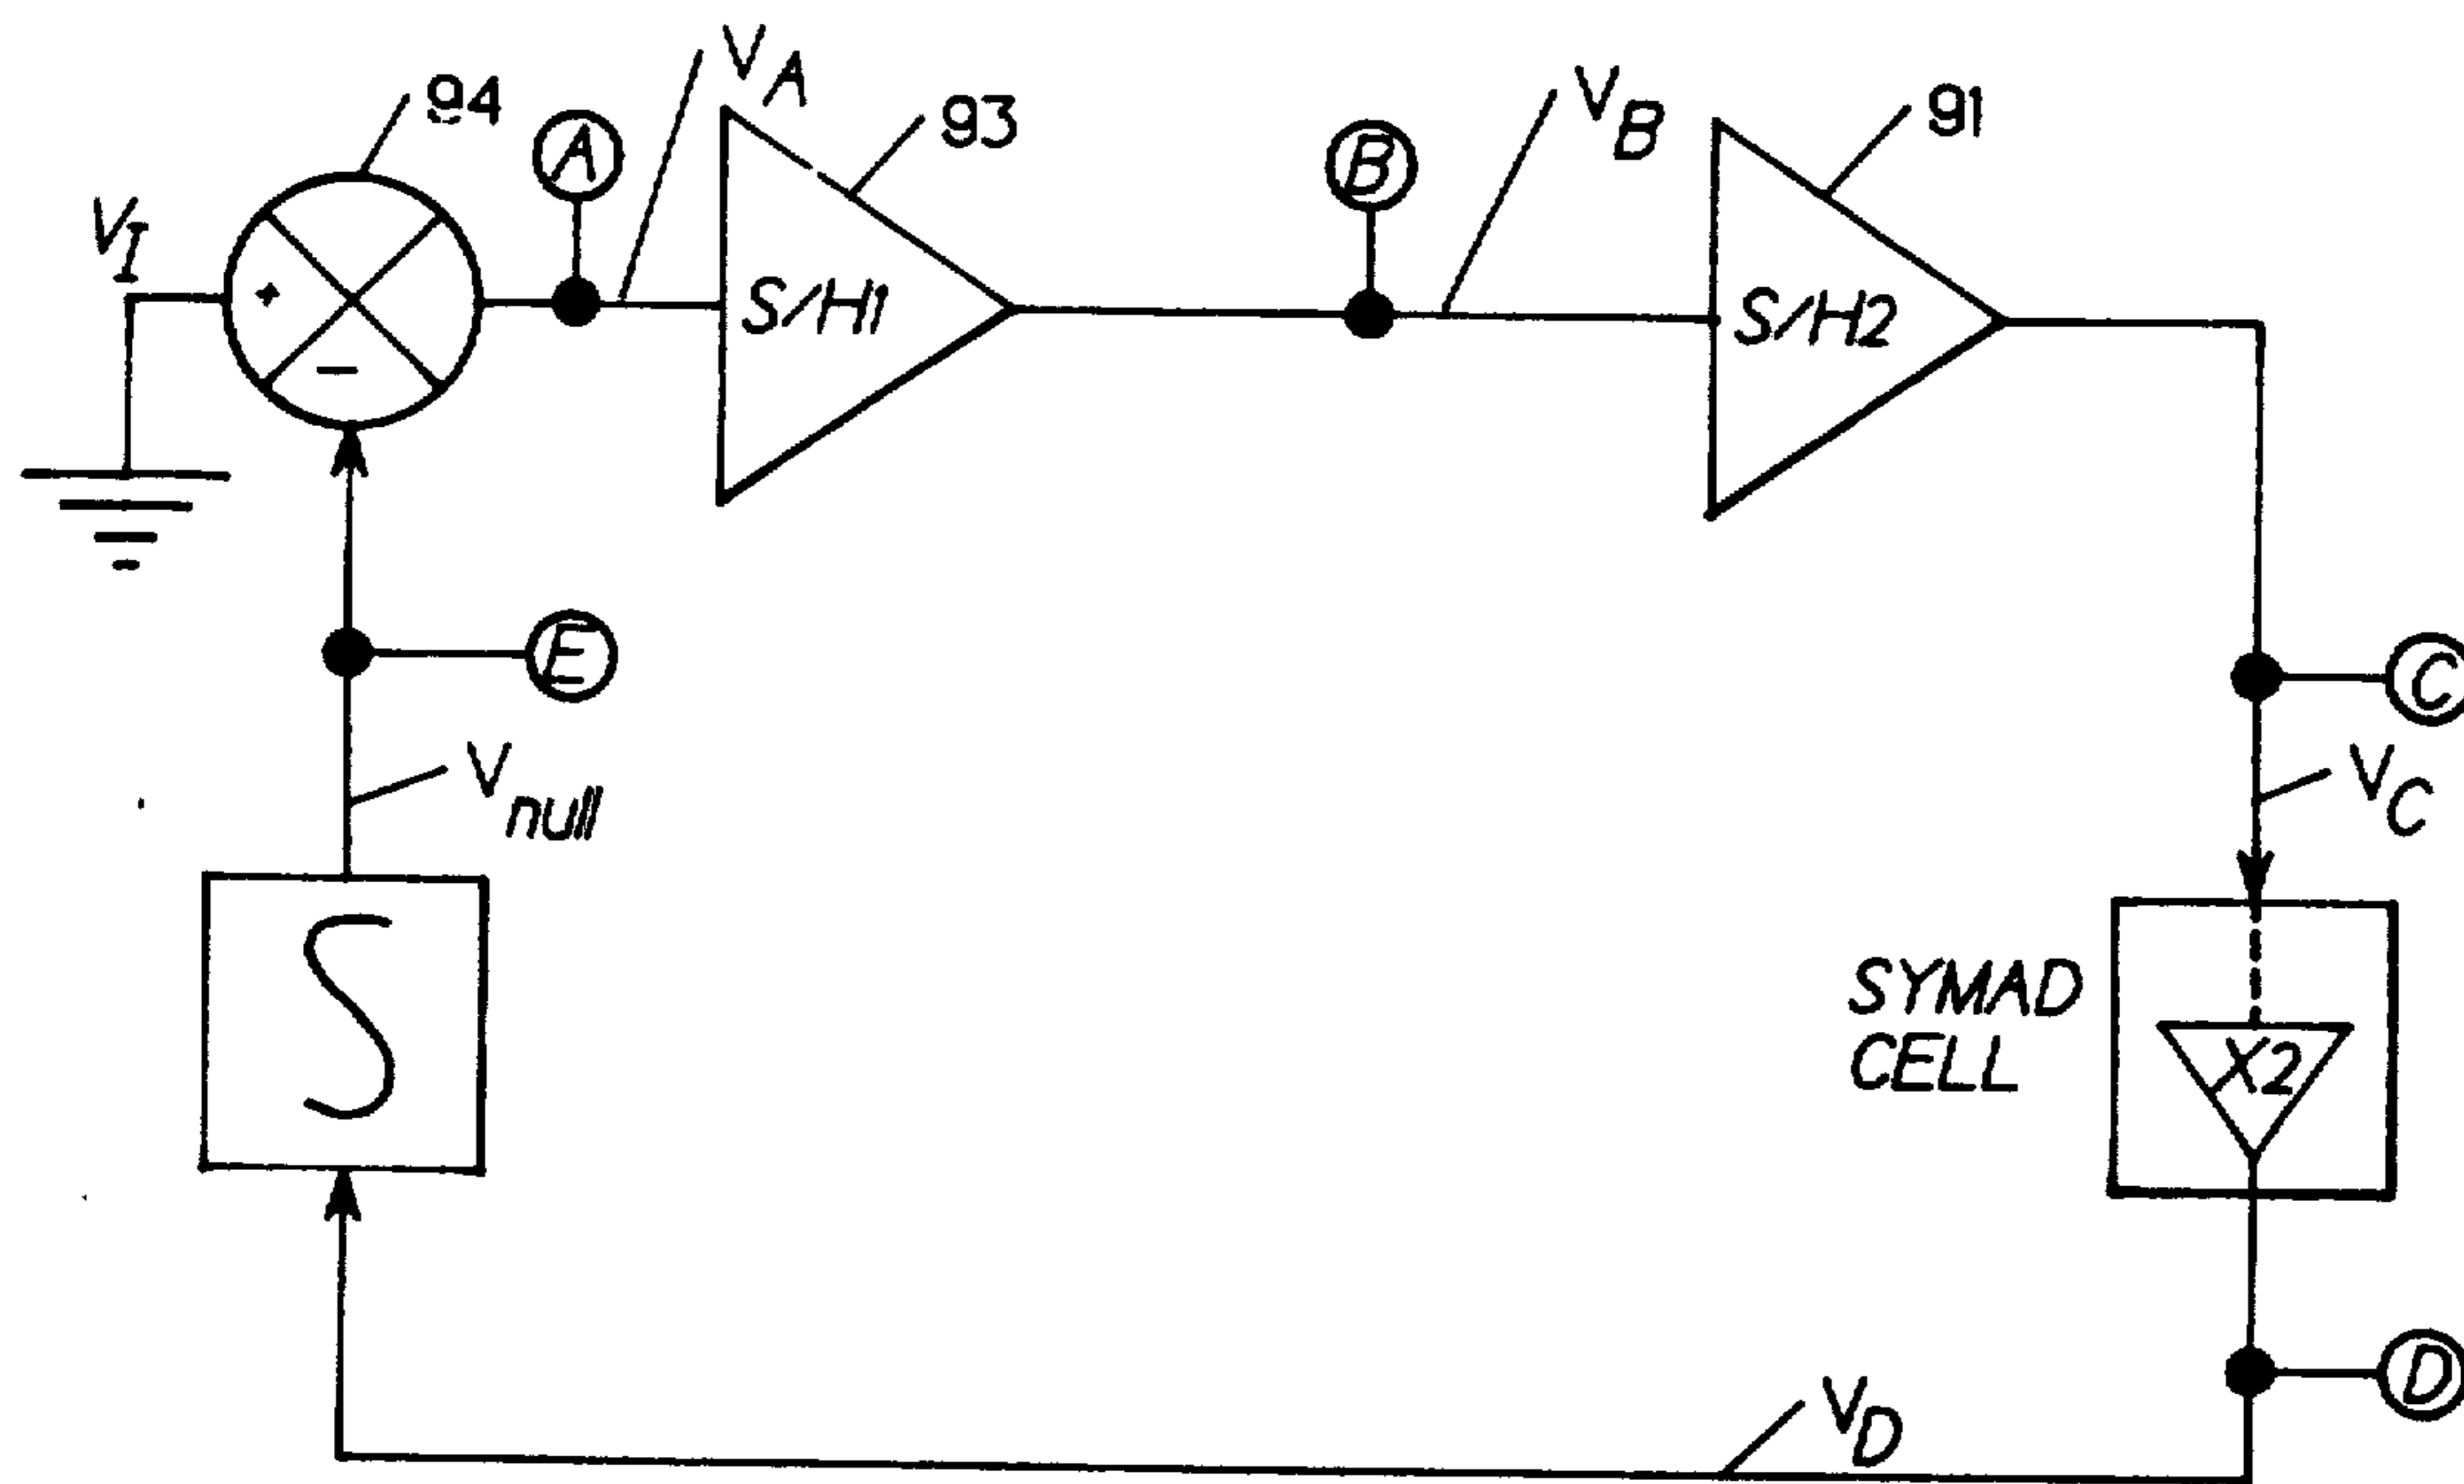 94
A
VA
93
B
VB
91
VI
+
S/H1
S/H2
-
E
C
Vnull
VC
S
SYMAD
CELL
X2
D
VD